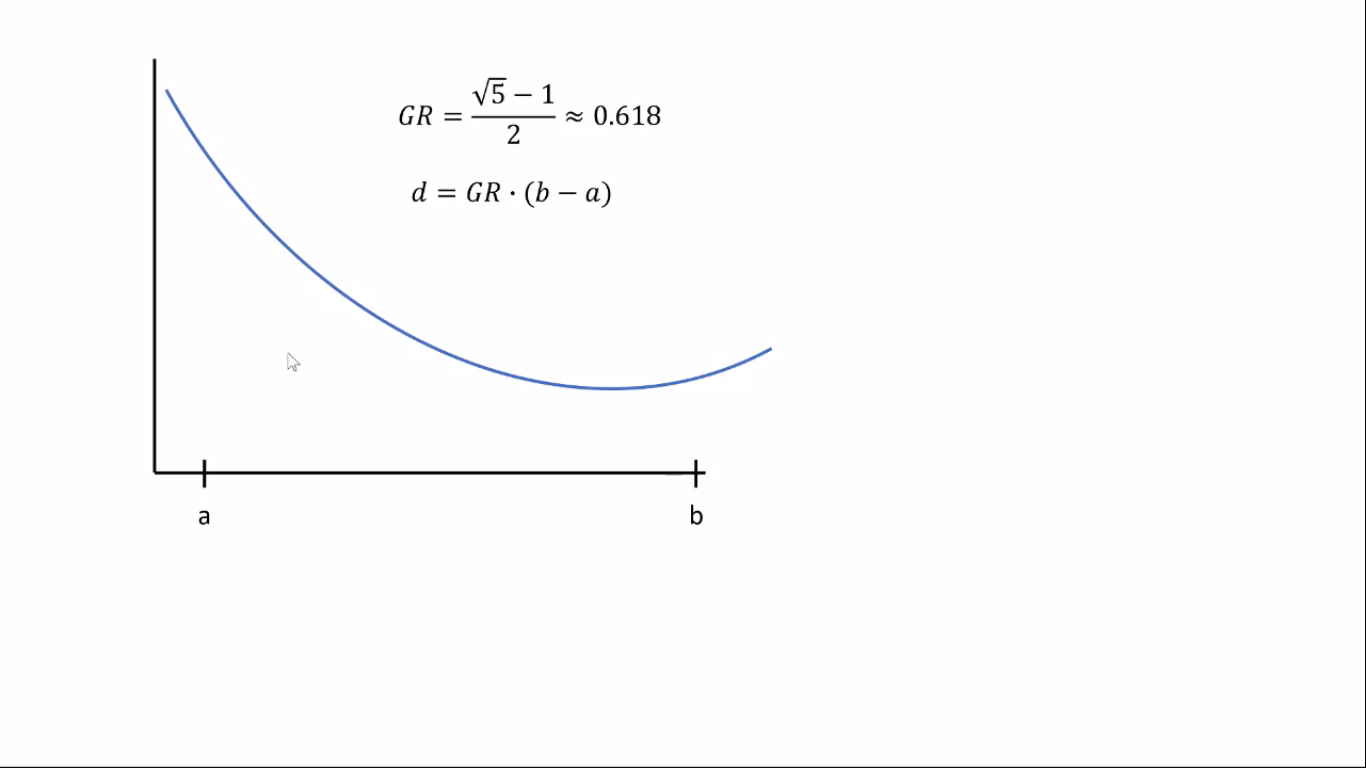 GR = (√5 − 1)/2 ≈ 0.618
d = GR · (b − a)
a b